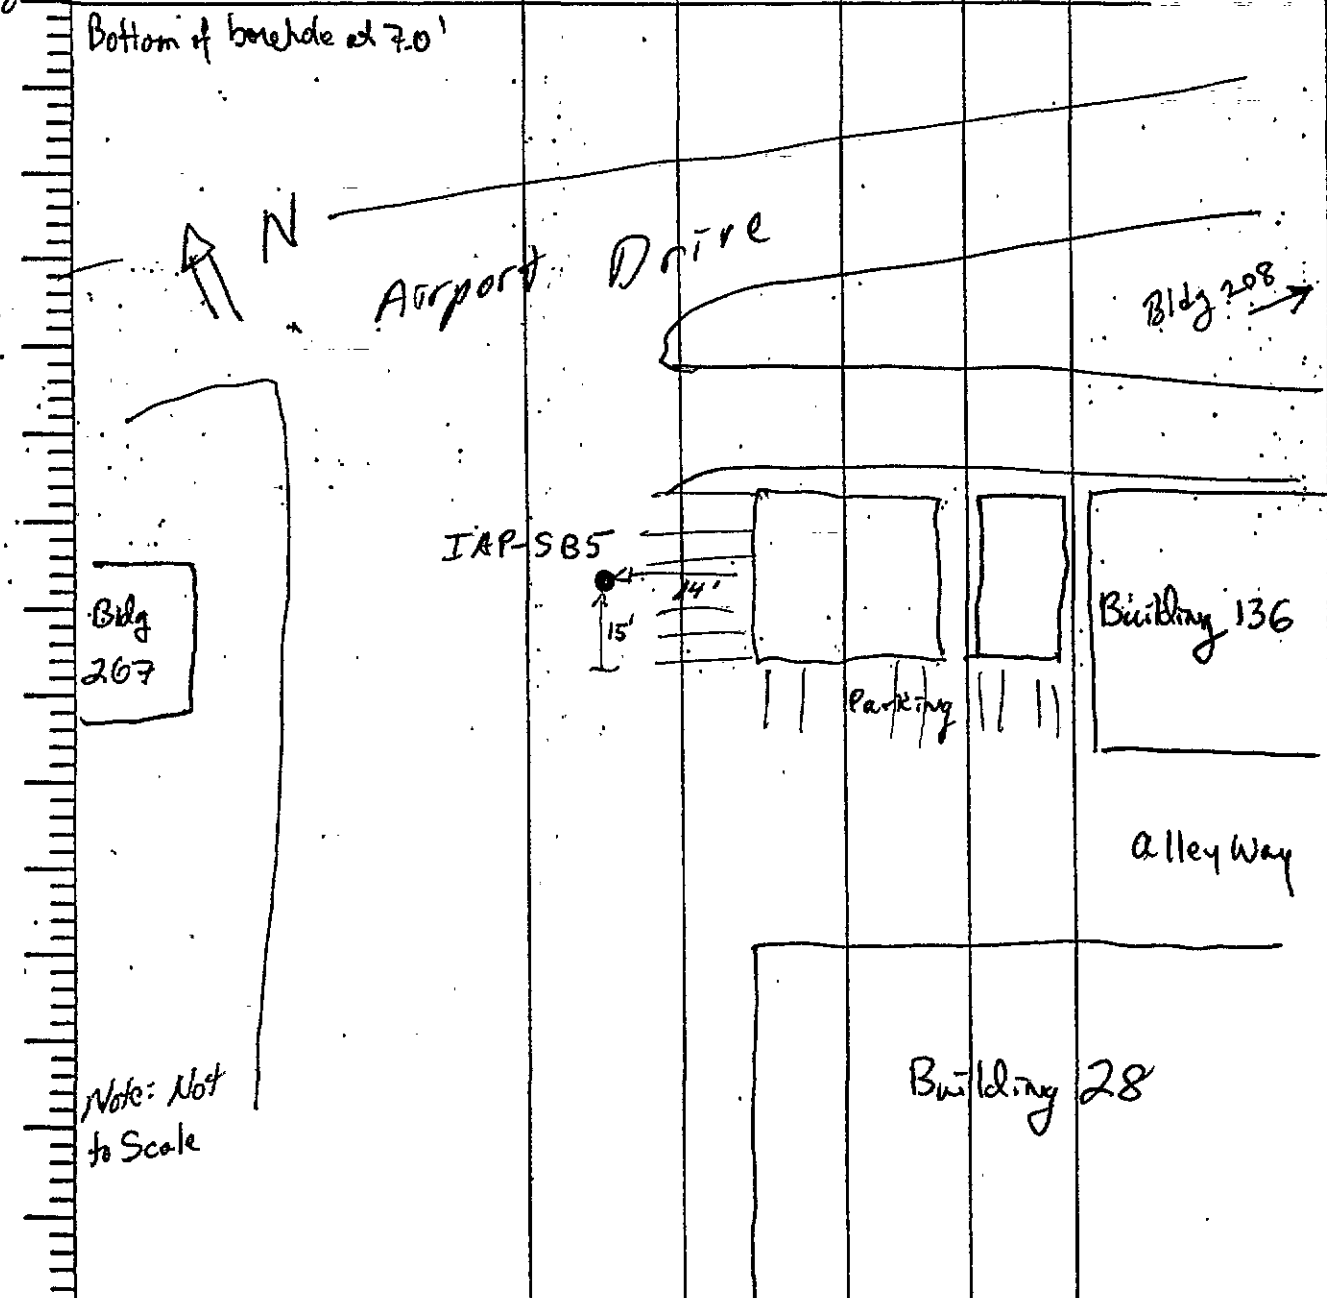 Bottom of borehole at 7.0'
N
Airport Drive
Bldg 208
IAP-SB5
24'
15'
Bldg
267
Building 136
Parking
Alley Way
Building 28
Note: Not
to Scale